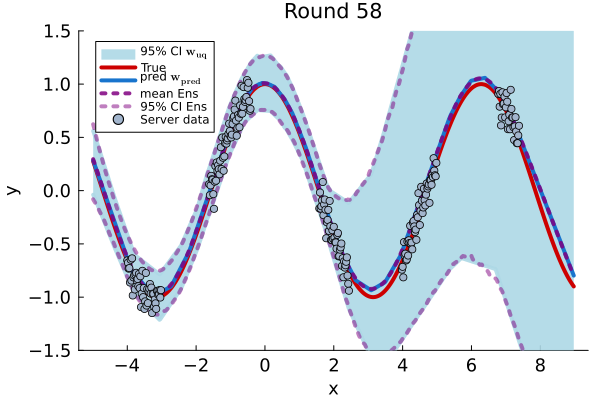 Round 58
95% CI w_uq
True
pred w_pred
mean Ens
95% CI Ens
Server data
1.5
1.0
0.5
0.0
−0.5
−1.0
−1.5
y
−4 −2 0 2 4 6 8
x